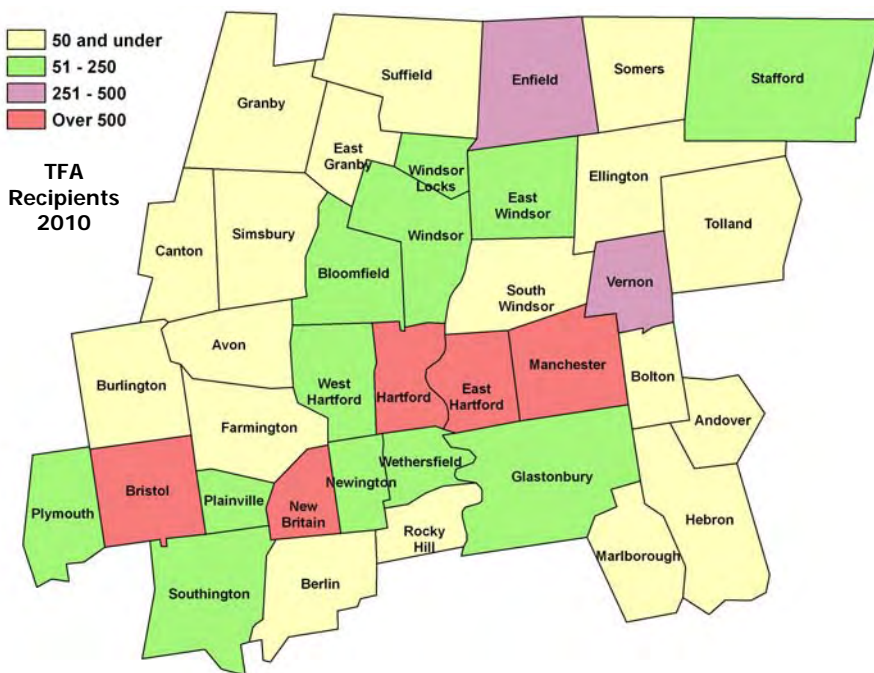 50 and under
51 - 250
251 - 500
Over 500
TFA
Recipients
2010
Suffield
Enfield
Somers
Stafford
Granby
East
Granby
Windsor
Locks
East
Windsor
Ellington
Tolland
Canton
Simsbury
Windsor
Bloomfield
South
Windsor
Vernon
Avon
Burlington
West
Hartford
Hartford
East
Hartford
Manchester
Bolton
Andover
Farmington
Plymouth
Bristol
Plainville
New
Britain
Newington
Wethersfield
Glastonbury
Rocky
Hill
Hebron
Marlborough
Southington
Berlin